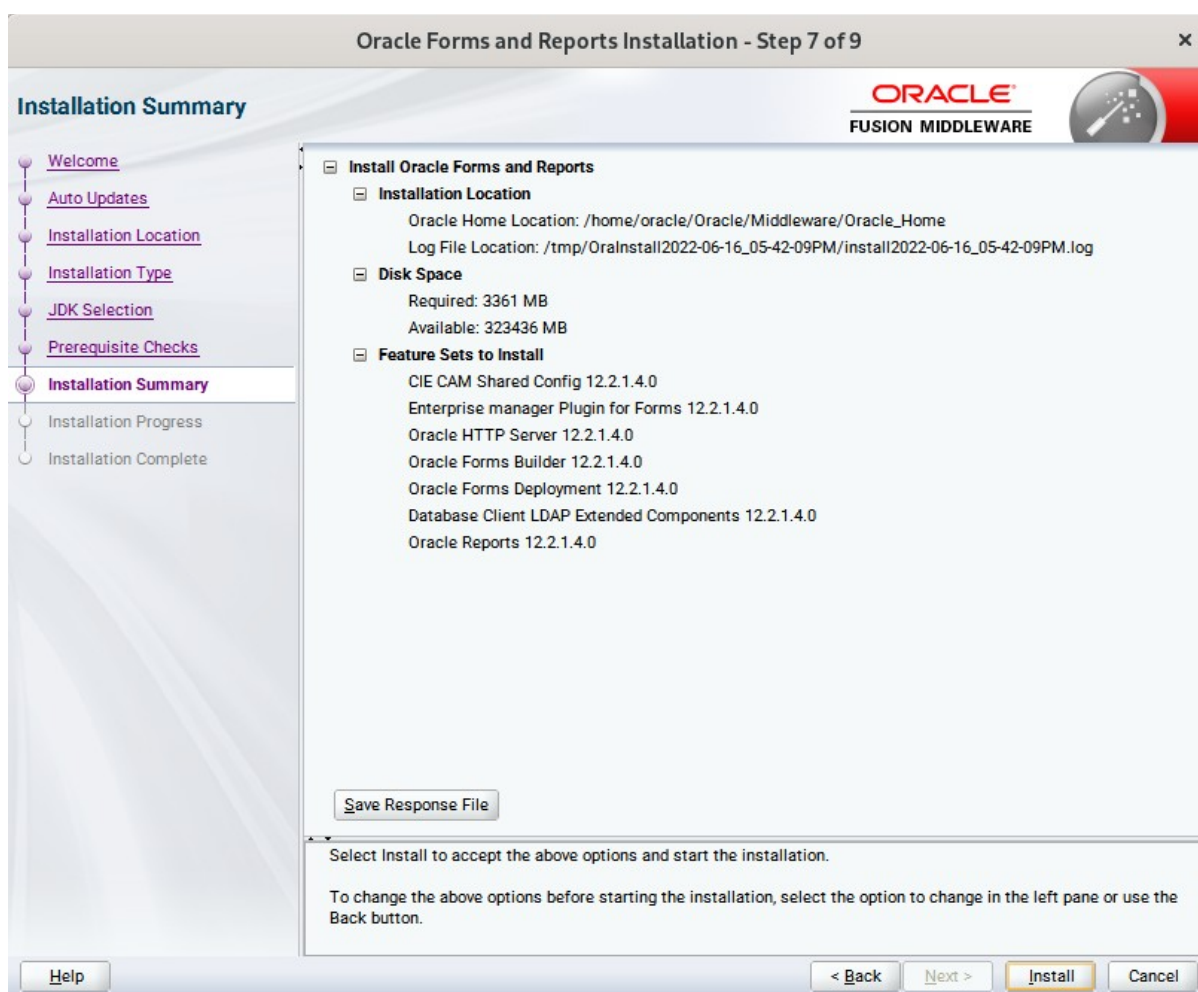 Oracle Forms and Reports Installation - Step 7 of 9
Installation Summary
ORACLE
FUSION MIDDLEWARE
Welcome
Auto Updates
Installation Location
Installation Type
JDK Selection
Prerequisite Checks
Installation Summary
Installation Progress
Installation Complete
Install Oracle Forms and Reports
Installation Location
Oracle Home Location: /home/oracle/Oracle/Middleware/Oracle_Home
Log File Location: /tmp/OraInstall2022-06-16_05-42-09PM/install2022-06-16_05-42-09PM.log
Disk Space
Required: 3361 MB
Available: 323436 MB
Feature Sets to Install
CIE CAM Shared Config 12.2.1.4.0
Enterprise manager Plugin for Forms 12.2.1.4.0
Oracle HTTP Server 12.2.1.4.0
Oracle Forms Builder 12.2.1.4.0
Oracle Forms Deployment 12.2.1.4.0
Database Client LDAP Extended Components 12.2.1.4.0
Oracle Reports 12.2.1.4.0
Save Response File
Select Install to accept the above options and start the installation.
To change the above options before starting the installation, select the option to change in the left pane or use the
Back button.
Help
< Back
Next >
Install
Cancel